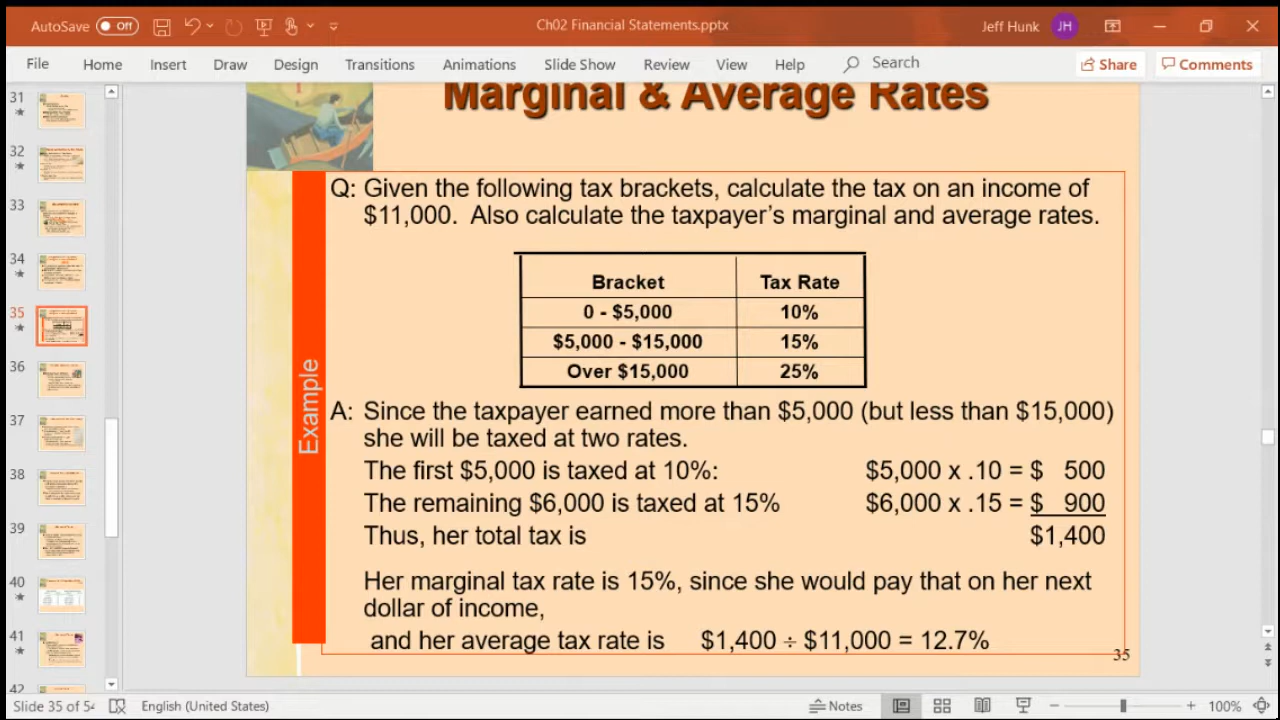 AutoSave Off Ch02 Financial Statements.pptx Jeff Hunk JH
File Home Insert Draw Design Transitions Animations Slide Show Review View Help Search Share Comments
31
32
33
34
35
36
37
38
39
40
41
42
Marginal & Average Rates
Example
Q: Given the following tax brackets, calculate the tax on an income of
$11,000. Also calculate the taxpayer's marginal and average rates.
Bracket Tax Rate
0 - $5,000 10%
$5,000 - $15,000 15%
Over $15,000 25%
A: Since the taxpayer earned more than $5,000 (but less than $15,000)
she will be taxed at two rates.
The first $5,000 is taxed at 10%: $5,000 x .10 = $ 500
The remaining $6,000 is taxed at 15% $6,000 x .15 = $ 900
Thus, her total tax is $1,400
Her marginal tax rate is 15%, since she would pay that on her next
dollar of income,
and her average tax rate is $1,400 ÷ $11,000 = 12.7%
35
Slide 35 of 54 English (United States) Notes 100%